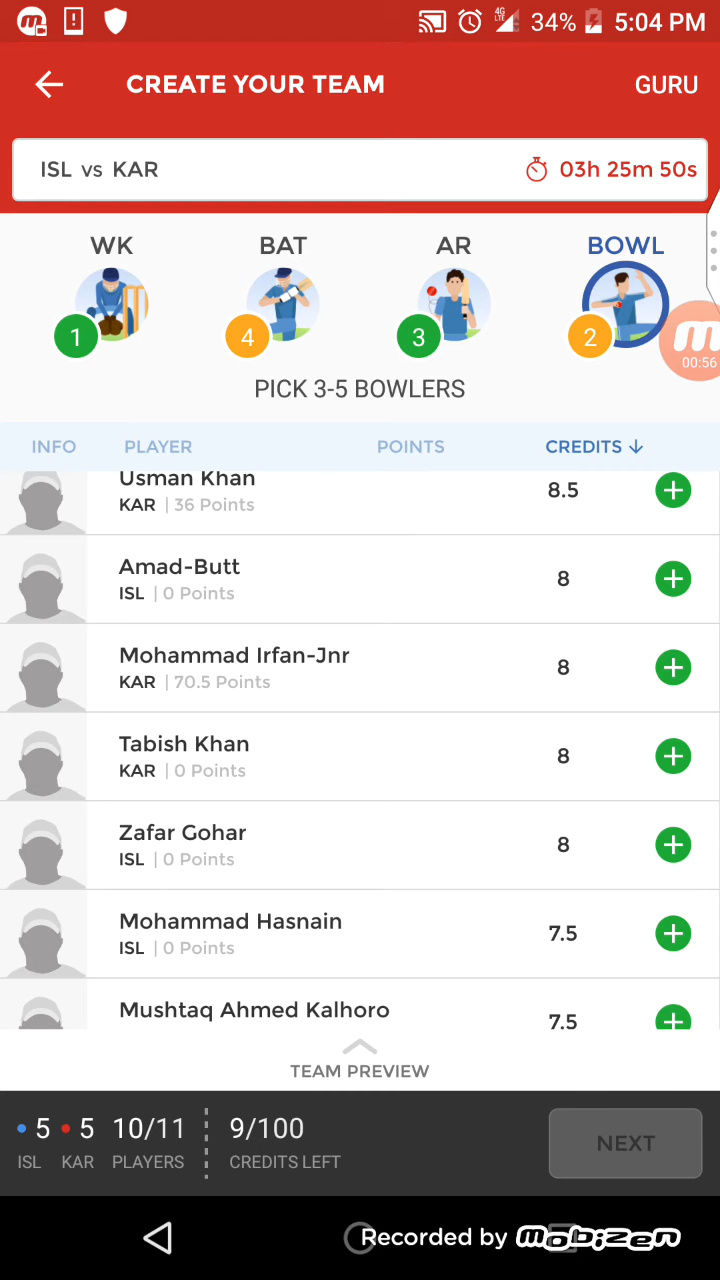 4G LTE 34% 5:04 PM
CREATE YOUR TEAM GURU
ISL vs KAR 03h 25m 50s
WK BAT AR BOWL
1 4 3 2
00:56
PICK 3-5 BOWLERS
INFO PLAYER POINTS CREDITS
Usman Khan
KAR | 36 Points 8.5
Amad-Butt
ISL | 0 Points 8
Mohammad Irfan-Jnr
KAR | 70.5 Points 8
Tabish Khan
KAR | 0 Points 8
Zafar Gohar
ISL | 0 Points 8
Mohammad Hasnain
ISL | 0 Points 7.5
Mushtaq Ahmed Kalhoro
7.5
TEAM PREVIEW
5 5 10/11 9/100
ISL KAR PLAYERS CREDITS LEFT
NEXT
Recorded by mobizen